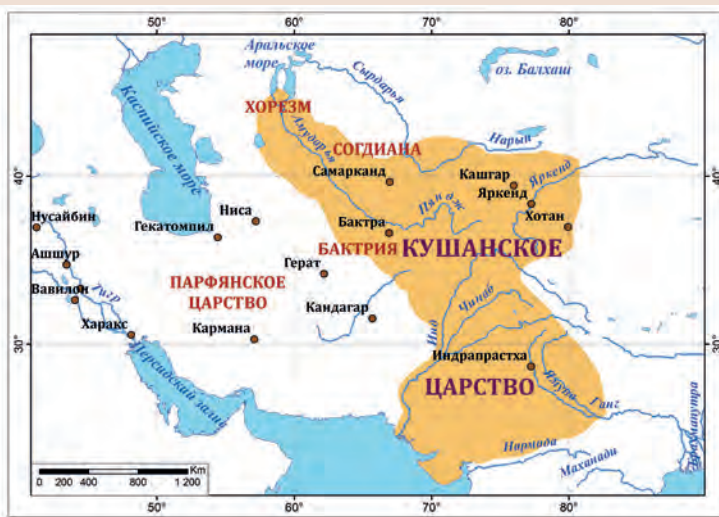 50° 60° 70° 80°
Аральское
море
Сырдарья
оз. Балхаш
Каспийское море
ХОРЕЗМ
Амударья
СОГДИАНА
Нарын
40°
40°
Самарканд
Кашгар
Яркенд
Яркенд
Пяндж
Нусайбин
Ниса
Гекатомпил
Бактра
Хотан
БАКТРИЯ
КУШАНСКОЕ
Ашшур
Герат
ПАРФЯНСКОЕ
ЦАРСТВО
Вавилон
Тигр
Кандагар
Инд
Чинаб
Харакс
Кармана
30°
30°
Индрапрастха
Персидский залив
ЦАРСТВО
Ямуна
Ганг
Брахмапутра
Нармада
Маханади
Km
0 200 400 800 1 200
50° 60° 70° 80°